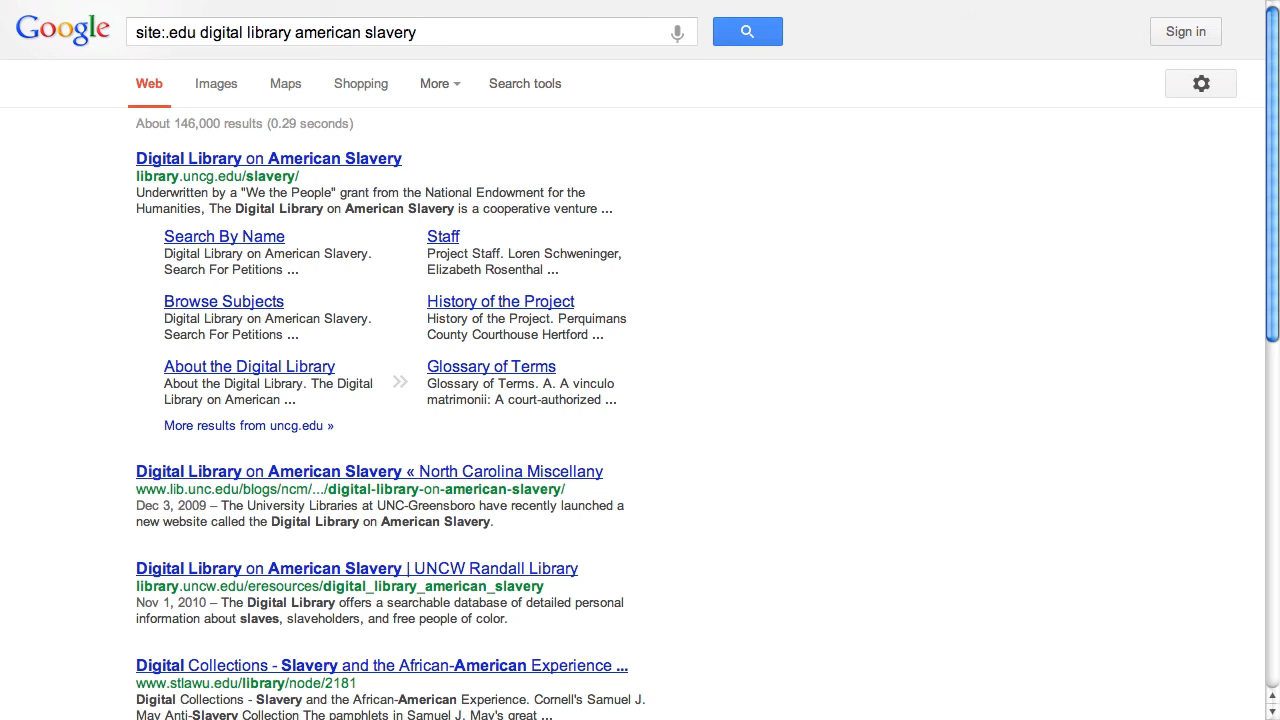 Google
site:.edu digital library american slavery
Sign in
Web Images Maps Shopping More Search tools
About 146,000 results (0.29 seconds)
Digital Library on American Slavery
library.uncg.edu/slavery/
Underwritten by a "We the People" grant from the National Endowment for the
Humanities, The Digital Library on American Slavery is a cooperative venture ...
Search By Name
Digital Library on American Slavery.
Search For Petitions ...
Staff
Project Staff. Loren Schweninger,
Elizabeth Rosenthal ...
Browse Subjects
Digital Library on American Slavery.
Search For Petitions ...
History of the Project
History of the Project. Perquimans
County Courthouse Hertford ...
About the Digital Library
About the Digital Library. The Digital
Library on American ...
Glossary of Terms
Glossary of Terms. A. A vinculo
matrimonii: A court-authorized ...
More results from uncg.edu »
Digital Library on American Slavery « North Carolina Miscellany
www.lib.unc.edu/blogs/ncm/.../digital-library-on-american-slavery/
Dec 3, 2009 – The University Libraries at UNC-Greensboro have recently launched a
new website called the Digital Library on American Slavery.
Digital Library on American Slavery | UNCW Randall Library
library.uncw.edu/eresources/digital_library_american_slavery
Nov 1, 2010 – The Digital Library offers a searchable database of detailed personal
information about slaves, slaveholders, and free people of color.
Digital Collections - Slavery and the African-American Experience ...
www.stlawu.edu/library/node/2181
Digital Collections - Slavery and the African-American Experience. Cornell's Samuel J.
May Anti-Slavery Collection The pamphlets in Samuel J. May's great ...